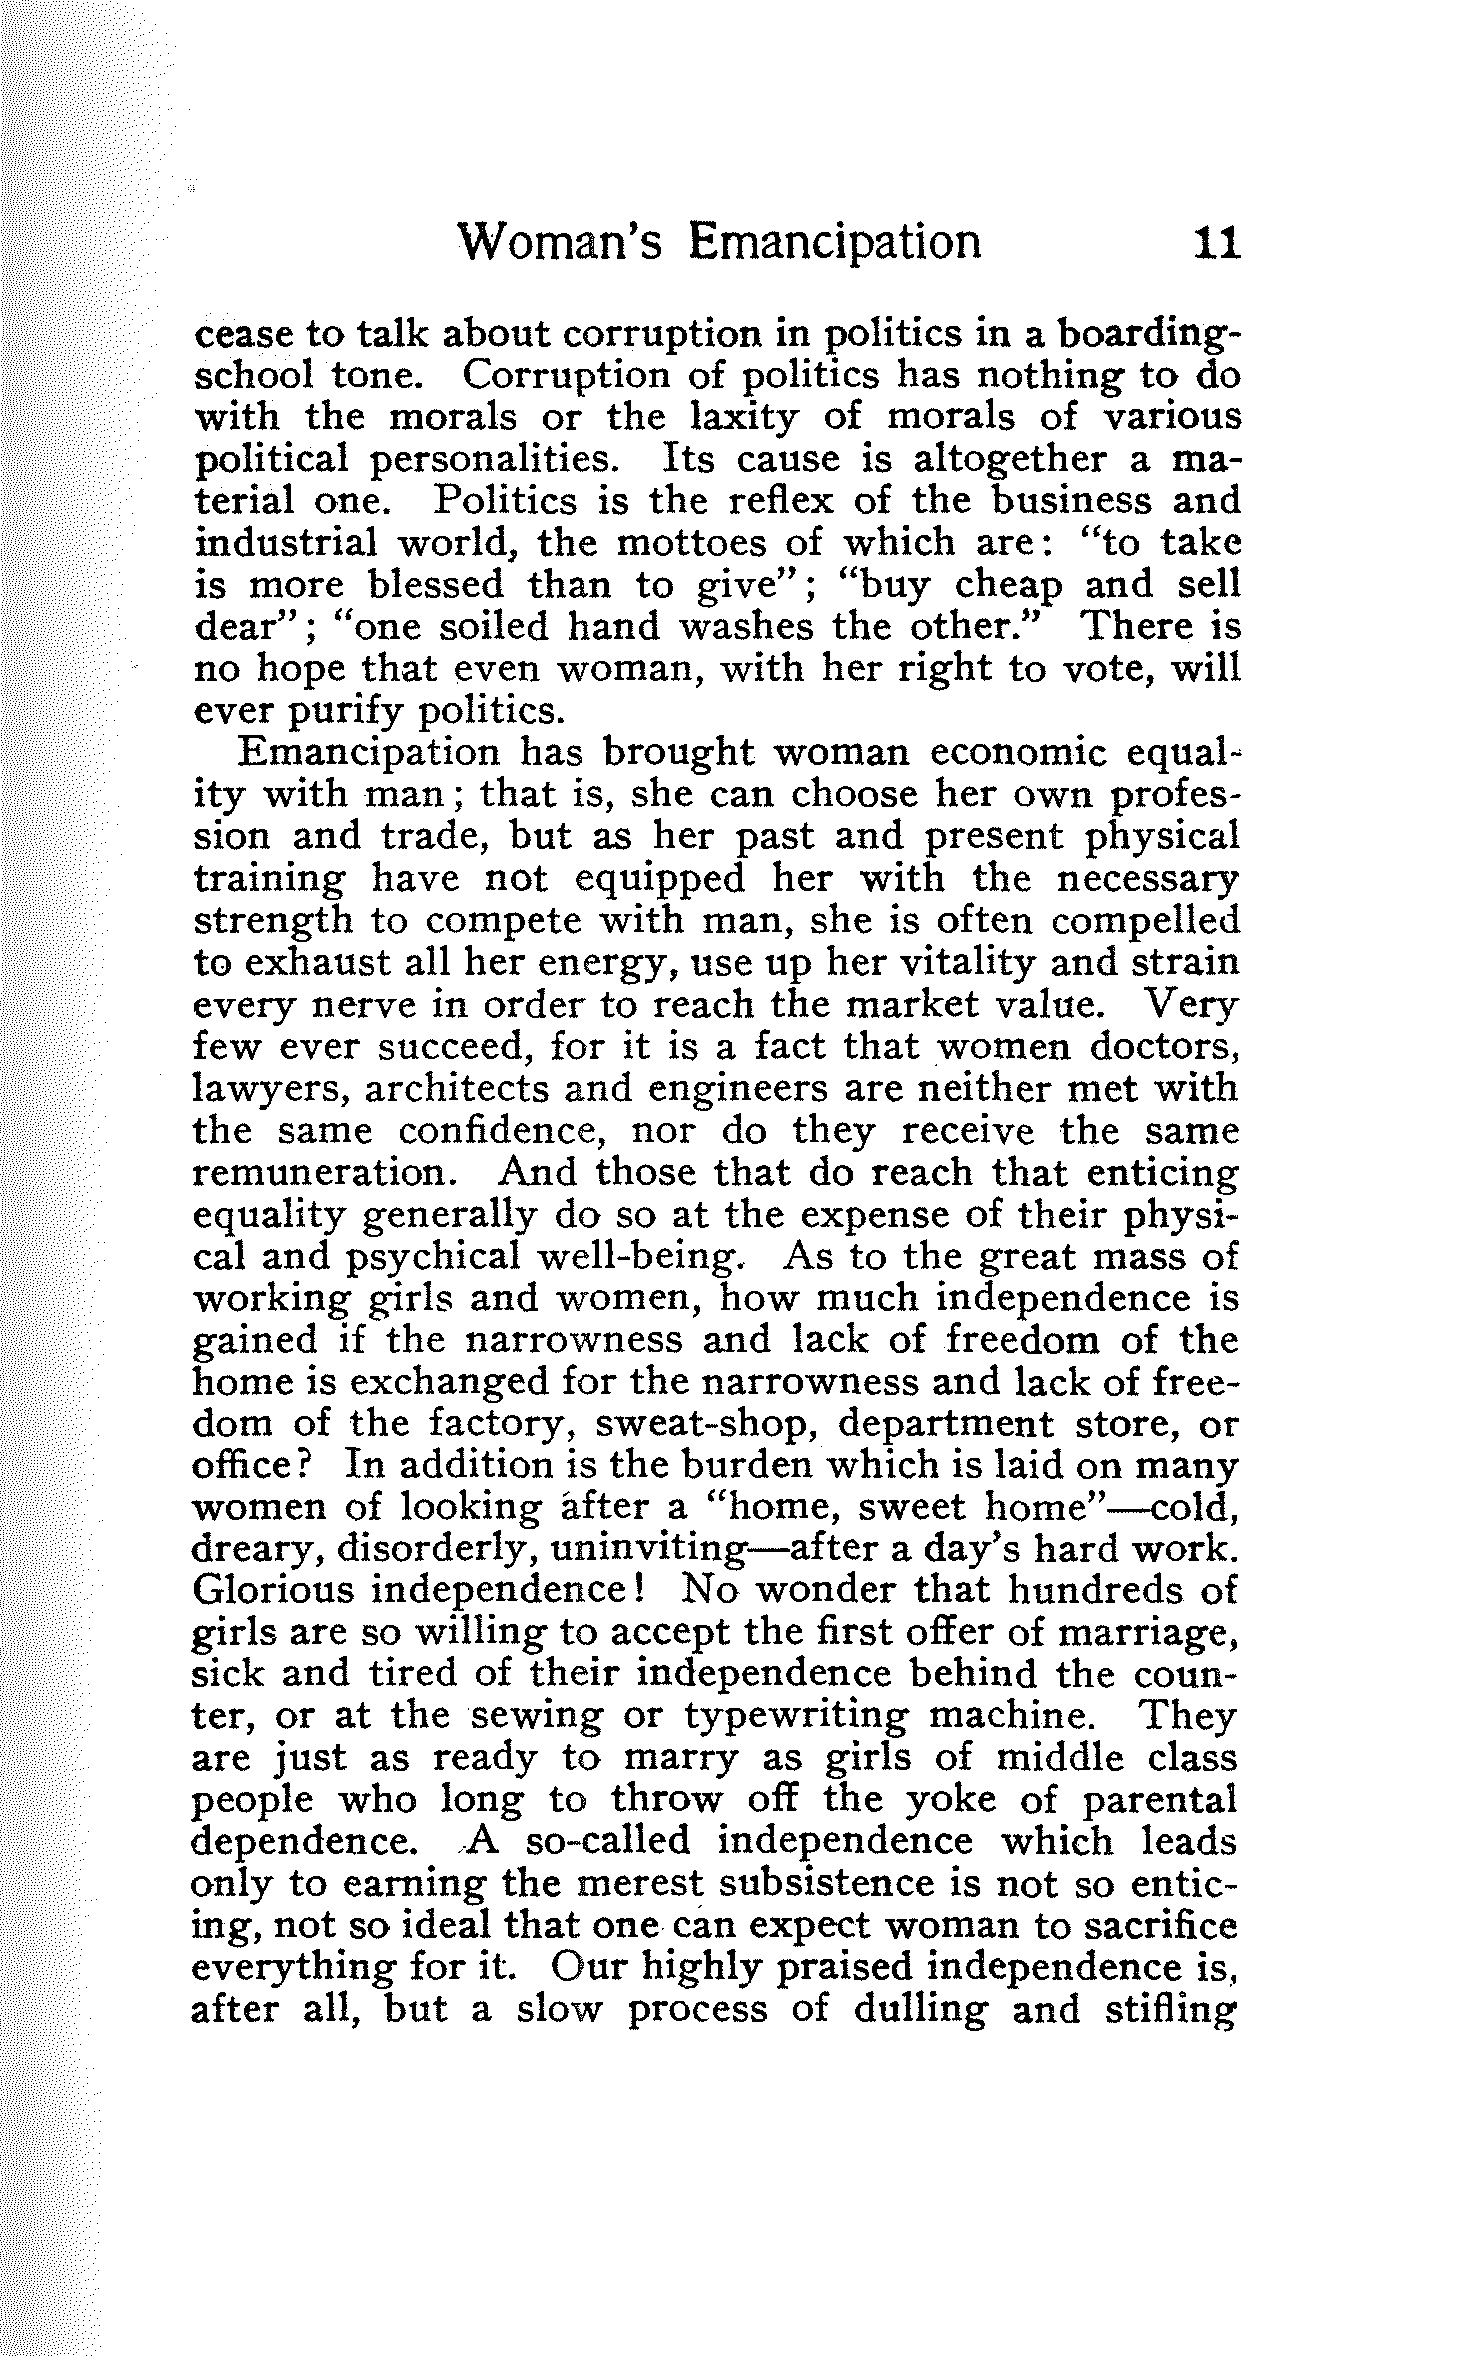 Woman's Emancipation 11
cease to talk about corruption in politics in a boarding-
school tone. Corruption of politics has nothing to do
with the morals or the laxity of morals of various
political personalities. Its cause is altogether a ma-
terial one. Politics is the reflex of the business and
industrial world, the mottoes of which are: "to take
is more blessed than to give"; "buy cheap and sell
dear"; "one soiled hand washes the other." There is
no hope that even woman, with her right to vote, will
ever purify politics.
Emancipation has brought woman economic equal-
ity with man; that is, she can choose her own profes-
sion and trade, but as her past and present physical
training have not equipped her with the necessary
strength to compete with man, she is often compelled
to exhaust all her energy, use up her vitality and strain
every nerve in order to reach the market value. Very
few ever succeed, for it is a fact that women doctors,
lawyers, architects and engineers are neither met with
the same confidence, nor do they receive the same
remuneration. And those that do reach that enticing
equality generally do so at the expense of their physi-
cal and psychical well-being. As to the great mass of
working girls and women, how much independence is
gained if the narrowness and lack of freedom of the
home is exchanged for the narrowness and lack of free-
dom of the factory, sweat-shop, department store, or
office? In addition is the burden which is laid on many
women of looking after a "home, sweet home"—cold,
dreary, disorderly, uninviting—after a day's hard work.
Glorious independence! No wonder that hundreds of
girls are so willing to accept the first offer of marriage,
sick and tired of their independence behind the coun-
ter, or at the sewing or typewriting machine. They
are just as ready to marry as girls of middle class
people who long to throw off the yoke of parental
dependence. A so-called independence which leads
only to earning the merest subsistence is not so entic-
ing, not so ideal that one can expect woman to sacrifice
everything for it. Our highly praised independence is,
after all, but a slow process of dulling and stifling